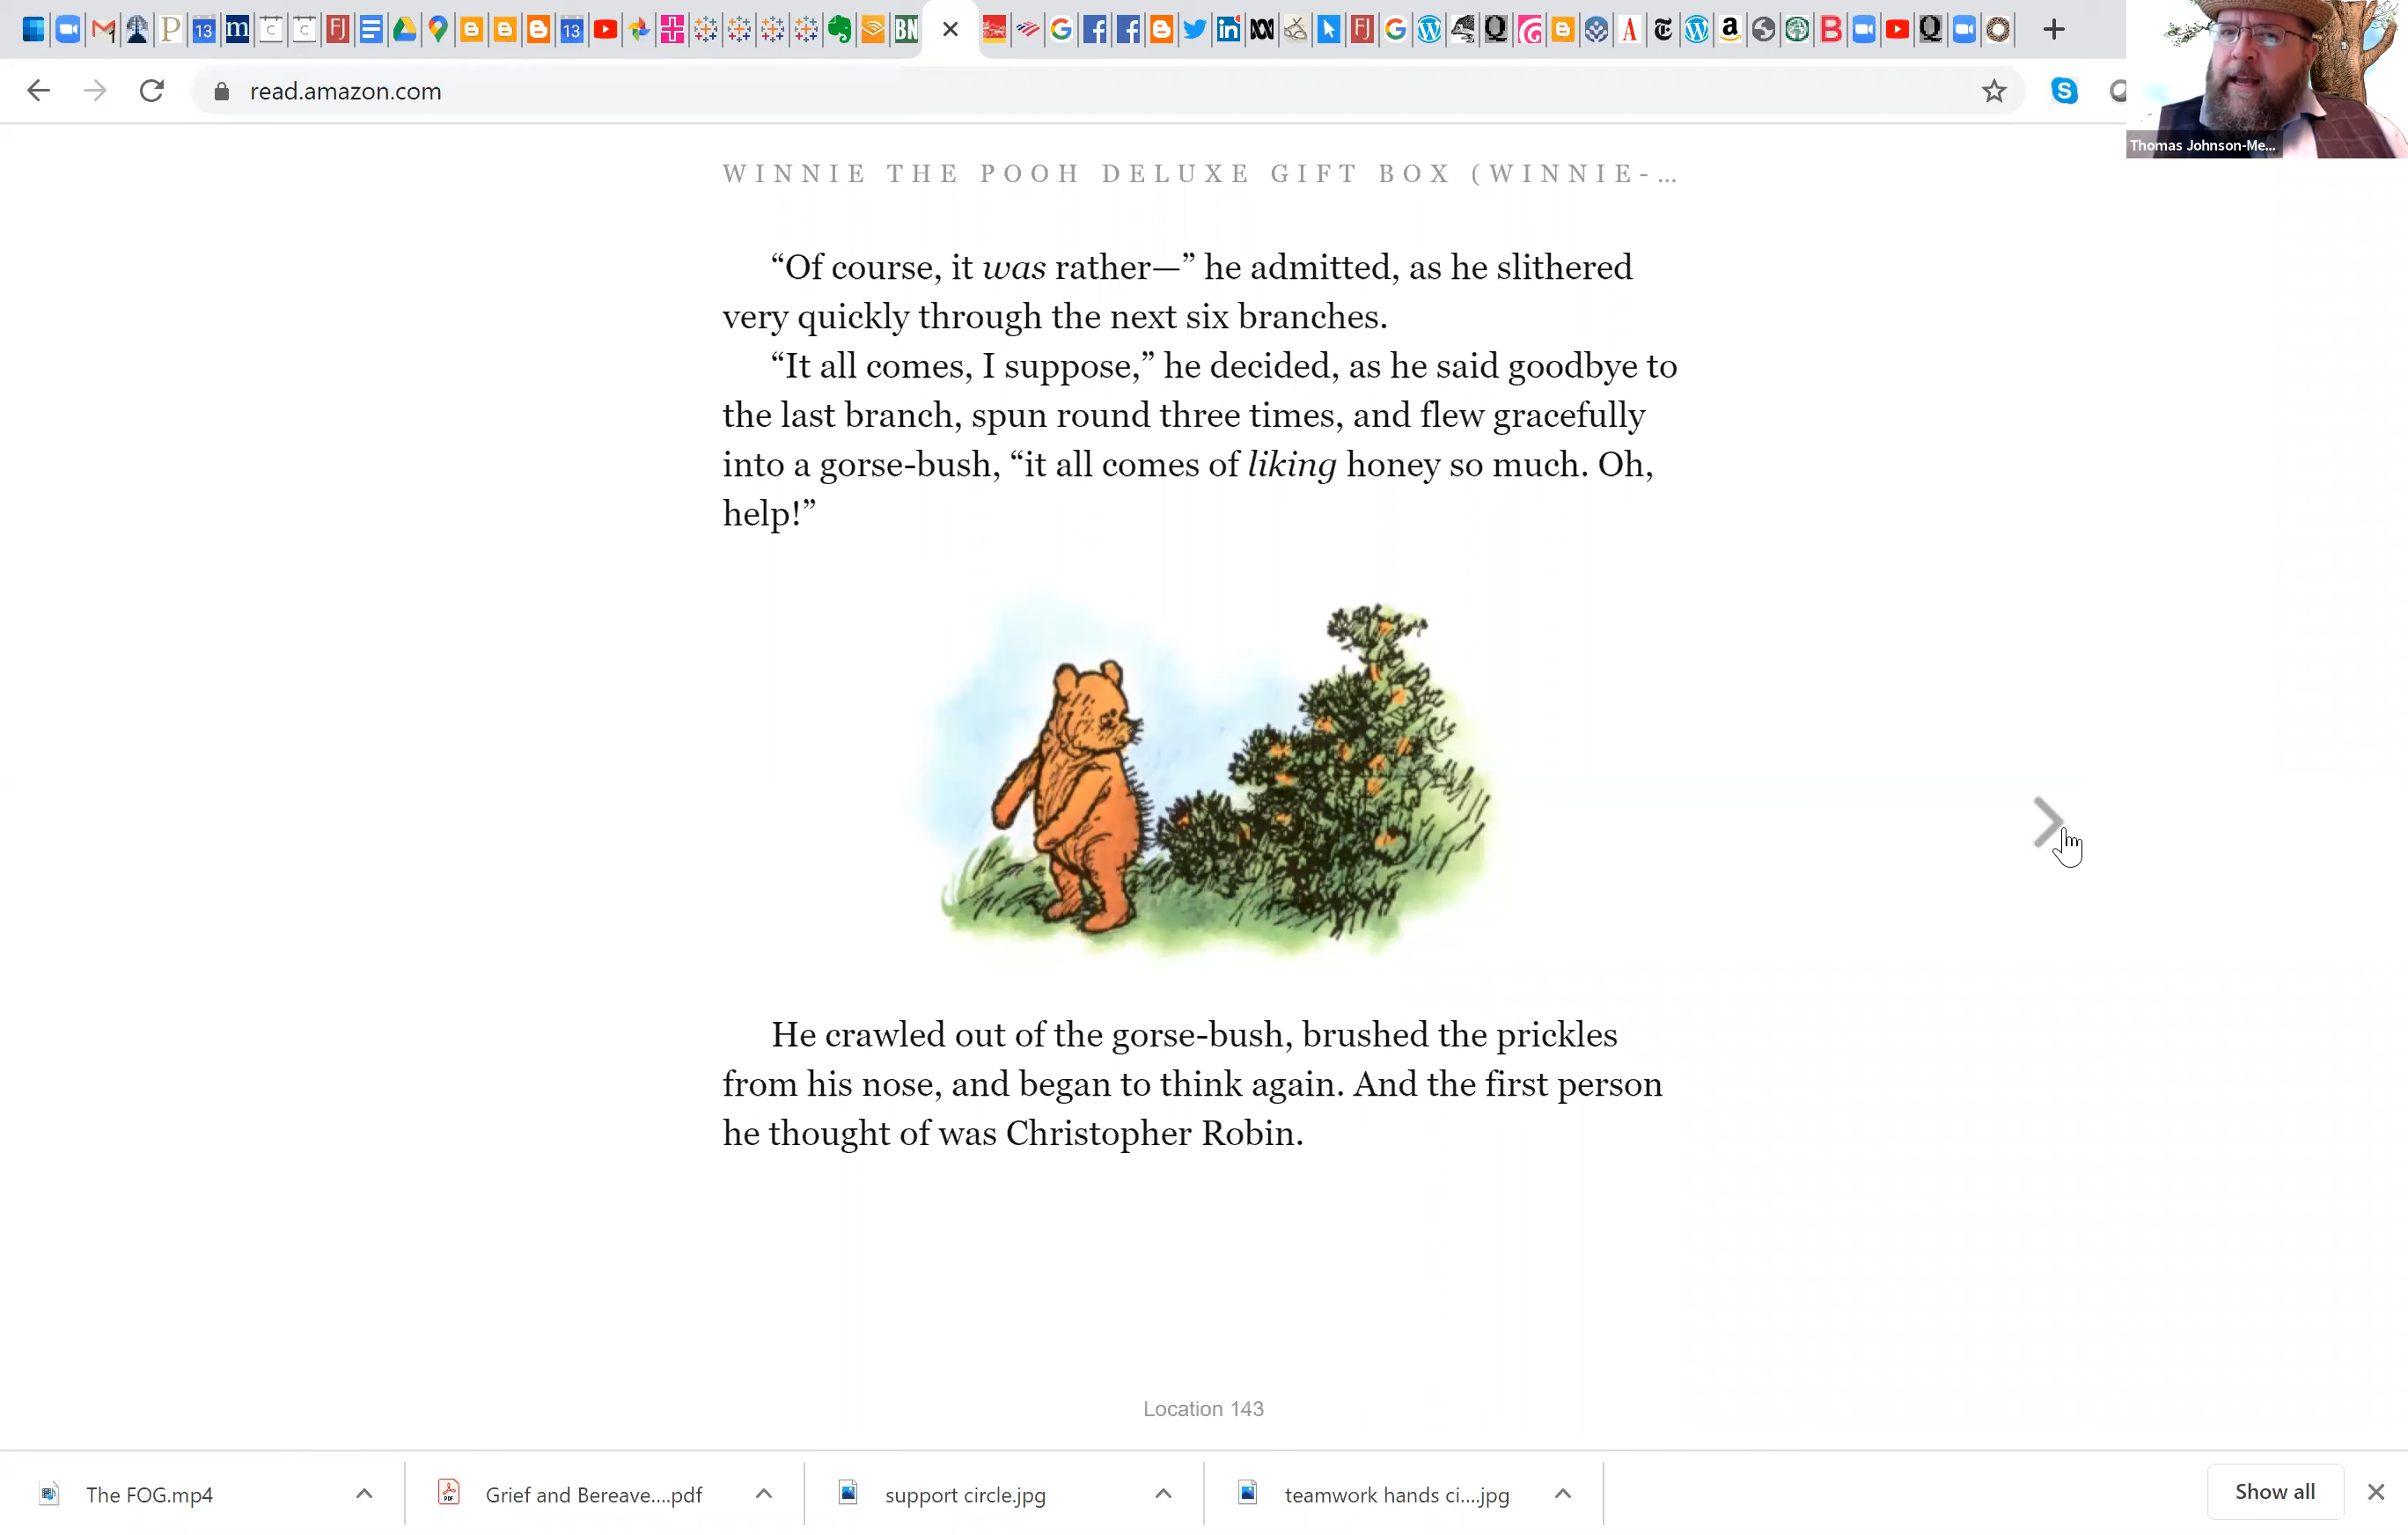 read.amazon.com
Thomas Johnson-Me...
WINNIE THE POOH DELUXE GIFT BOX (WINNIE-...
“Of course, it was rather—” he admitted, as he slithered
very quickly through the next six branches.
“It all comes, I suppose,” he decided, as he said goodbye to
the last branch, spun round three times, and flew gracefully
into a gorse-bush, “it all comes of liking honey so much. Oh,
help!”
He crawled out of the gorse-bush, brushed the prickles
from his nose, and began to think again. And the first person
he thought of was Christopher Robin.
Location 143
The FOG.mp4
Grief and Bereave....pdf
support circle.jpg
teamwork hands ci....jpg
Show all